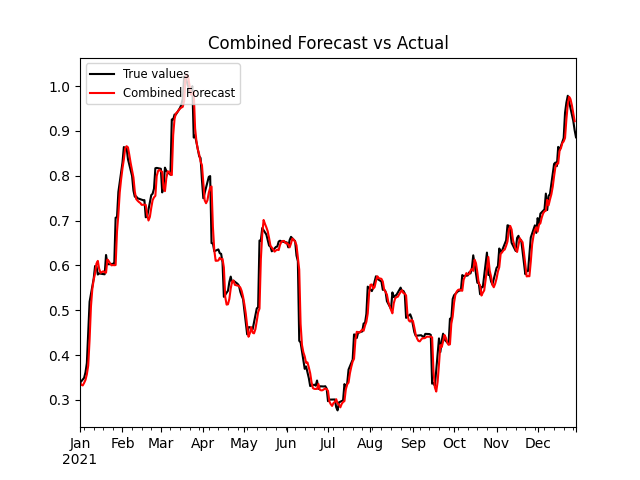 Combined Forecast vs Actual
True values
Combined Forecast
1.0
0.9
0.8
0.7
0.6
0.5
0.4
0.3
Jan Feb Mar Apr May Jun Jul Aug Sep Oct Nov Dec
2021